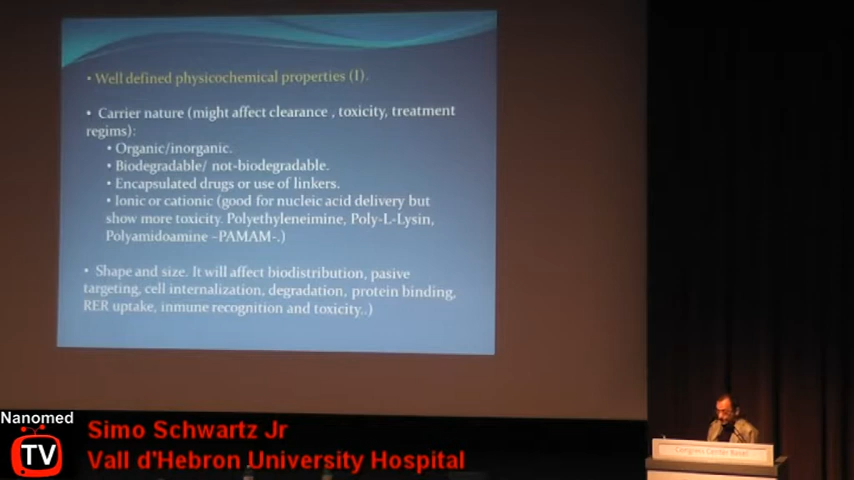 • Well defined physicochemical properties (I).
• Carrier nature (might affect clearance , toxicity, treatment
regims):
• Organic/inorganic.
• Biodegradable/ not-biodegradable.
• Encapsulated drugs or use of linkers.
• Ionic or cationic (good for nucleic acid delivery but
show more toxicity. Polyethyleneimine, Poly-L-Lysin,
Polyamidoamine –PAMAM-.)
• Shape and size. It will affect biodistribution, pasive
targeting, cell internalization, degradation, protein binding,
RER uptake, inmune recognition and toxicity..)
Congress Center Basel
Nanomed
TV
Simo Schwartz Jr
Vall d'Hebron University Hospital